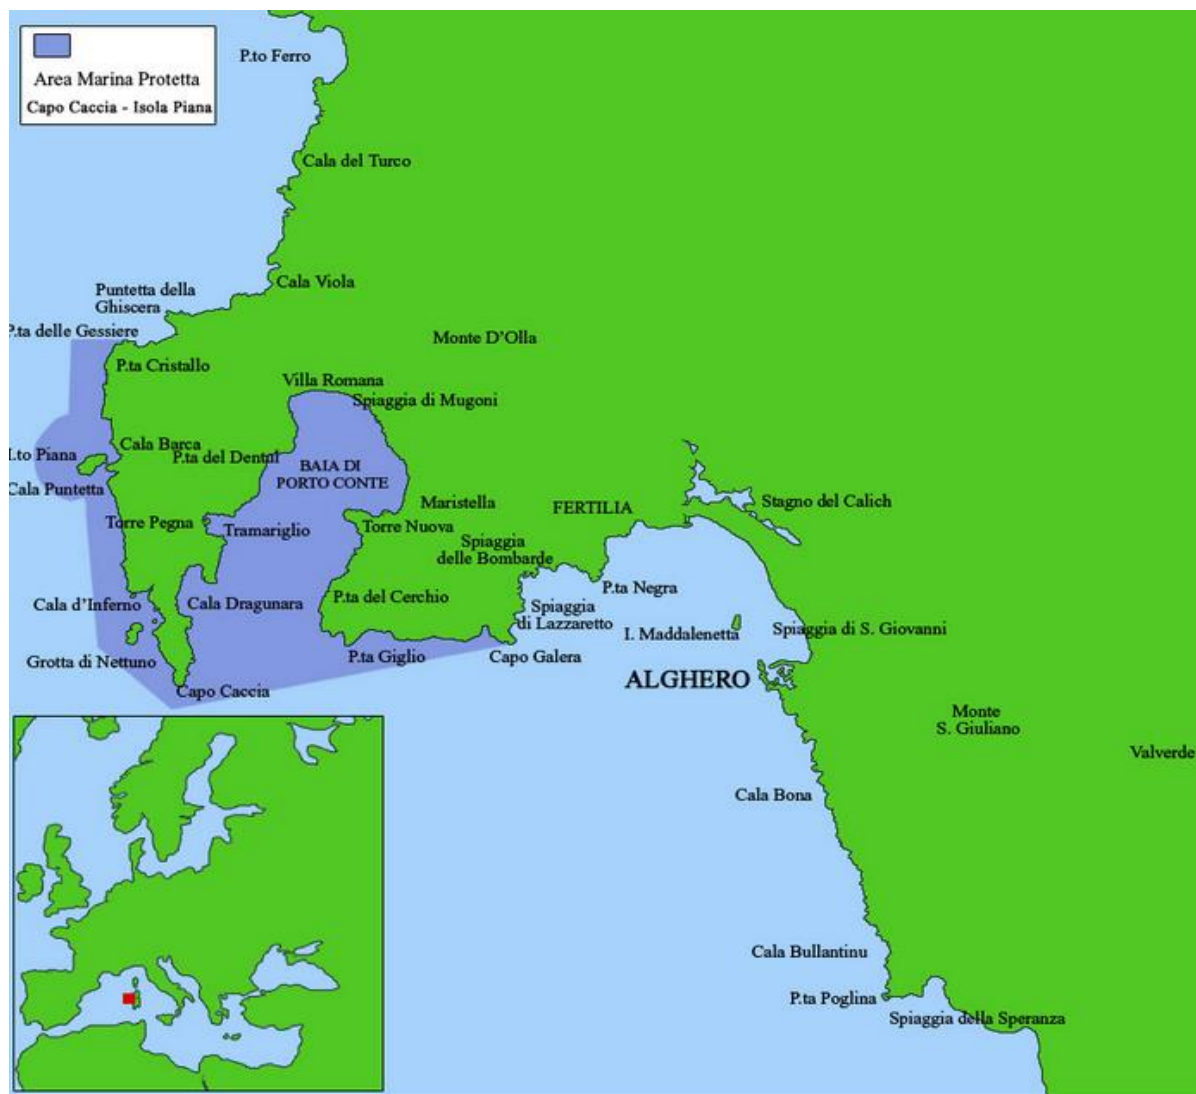 Area Marina Protetta
Capo Caccia - Isola Piana
P.to Ferro
Cala del Turco
Cala Viola
Puntetta della
Ghiscera
P.ta delle Gessiere
Monte D'Olla
P.ta Cristallo
Villa Romana
Spiaggia di Mugoni
Cala Barca
I.to Piana
P.ta del Dentul
BAIA DI
PORTO CONTE
Cala Puntetta
Maristella
FERTILIA
Stagno del Calich
Torre Pegna
Tramariglio
Torre Nuova
Spiaggia
delle Bombarde
P.ta Negra
Cala d'Inferno
Cala Dragunara
P.ta del Cerchio
Spiaggia
di Lazzaretto
I. Maddalenetta
Spiaggia di S. Giovanni
Grotta di Nettuno
P.ta Giglio
Capo Galera
ALGHERO
Capo Caccia
Monte
S. Giuliano
Valverde
Cala Bona
Cala Bullantinu
P.ta Poglina
Spiaggia della Speranza